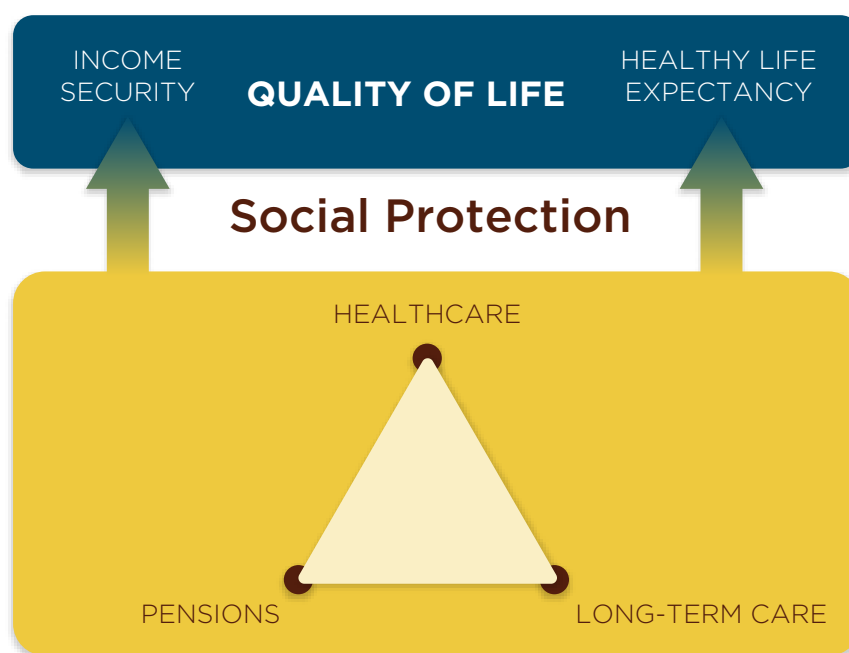 INCOME
SECURITY
QUALITY OF LIFE
HEALTHY LIFE
EXPECTANCY
Social Protection
HEALTHCARE
PENSIONS
LONG-TERM CARE